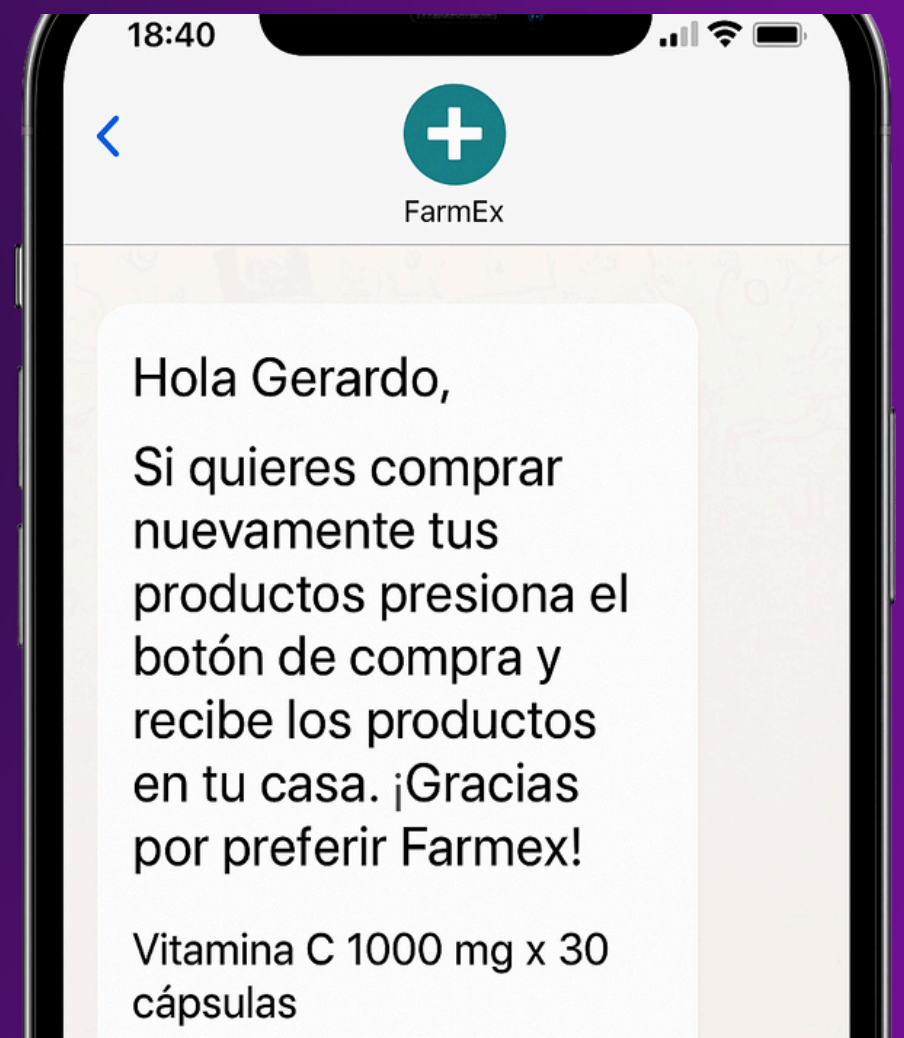 18:40
FarmEx
Hola Gerardo,
Si quieres comprar
nuevamente tus
productos presiona el
botón de compra y
recibe los productos
en tu casa. ¡Gracias
por preferir Farmex!
Vitamina C 1000 mg x 30
cápsulas